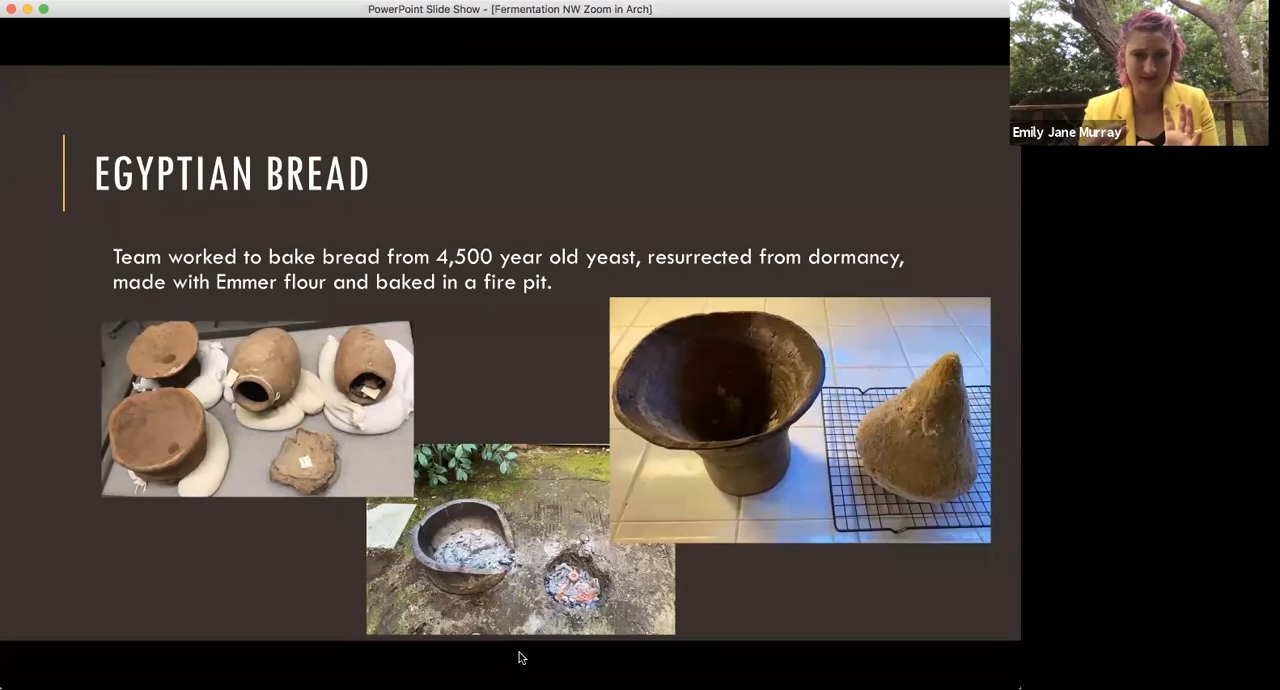 PowerPoint Slide Show - [Fermentation NW Zoom in Arch]
Emily Jane Murray
EGYPTIAN BREAD
Team worked to bake bread from 4,500 year old yeast, resurrected from dormancy,
made with Emmer flour and baked in a fire pit.